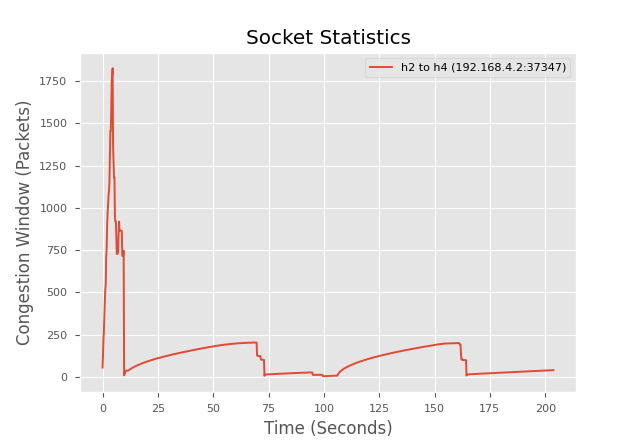 Socket Statistics
h2 to h4 (192.168.4.2:37347)
Congestion Window (Packets)
1750
1500
1250
1000
750
500
250
0
0 25 50 75 100 125 150 175 200
Time (Seconds)